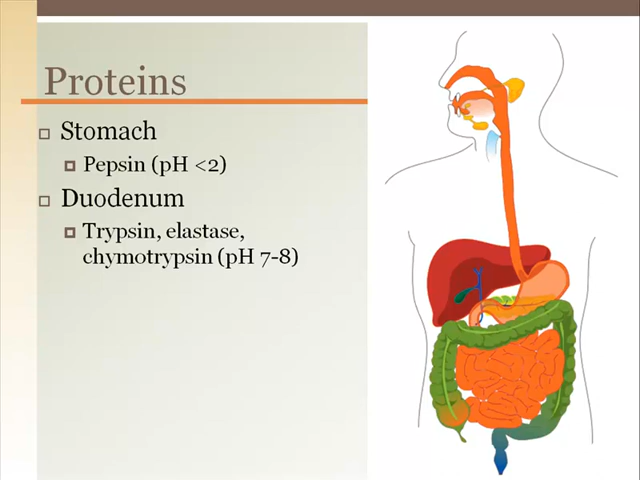 Proteins
Stomach
Pepsin (pH <2)
Duodenum
Trypsin, elastase,
chymotrypsin (pH 7-8)